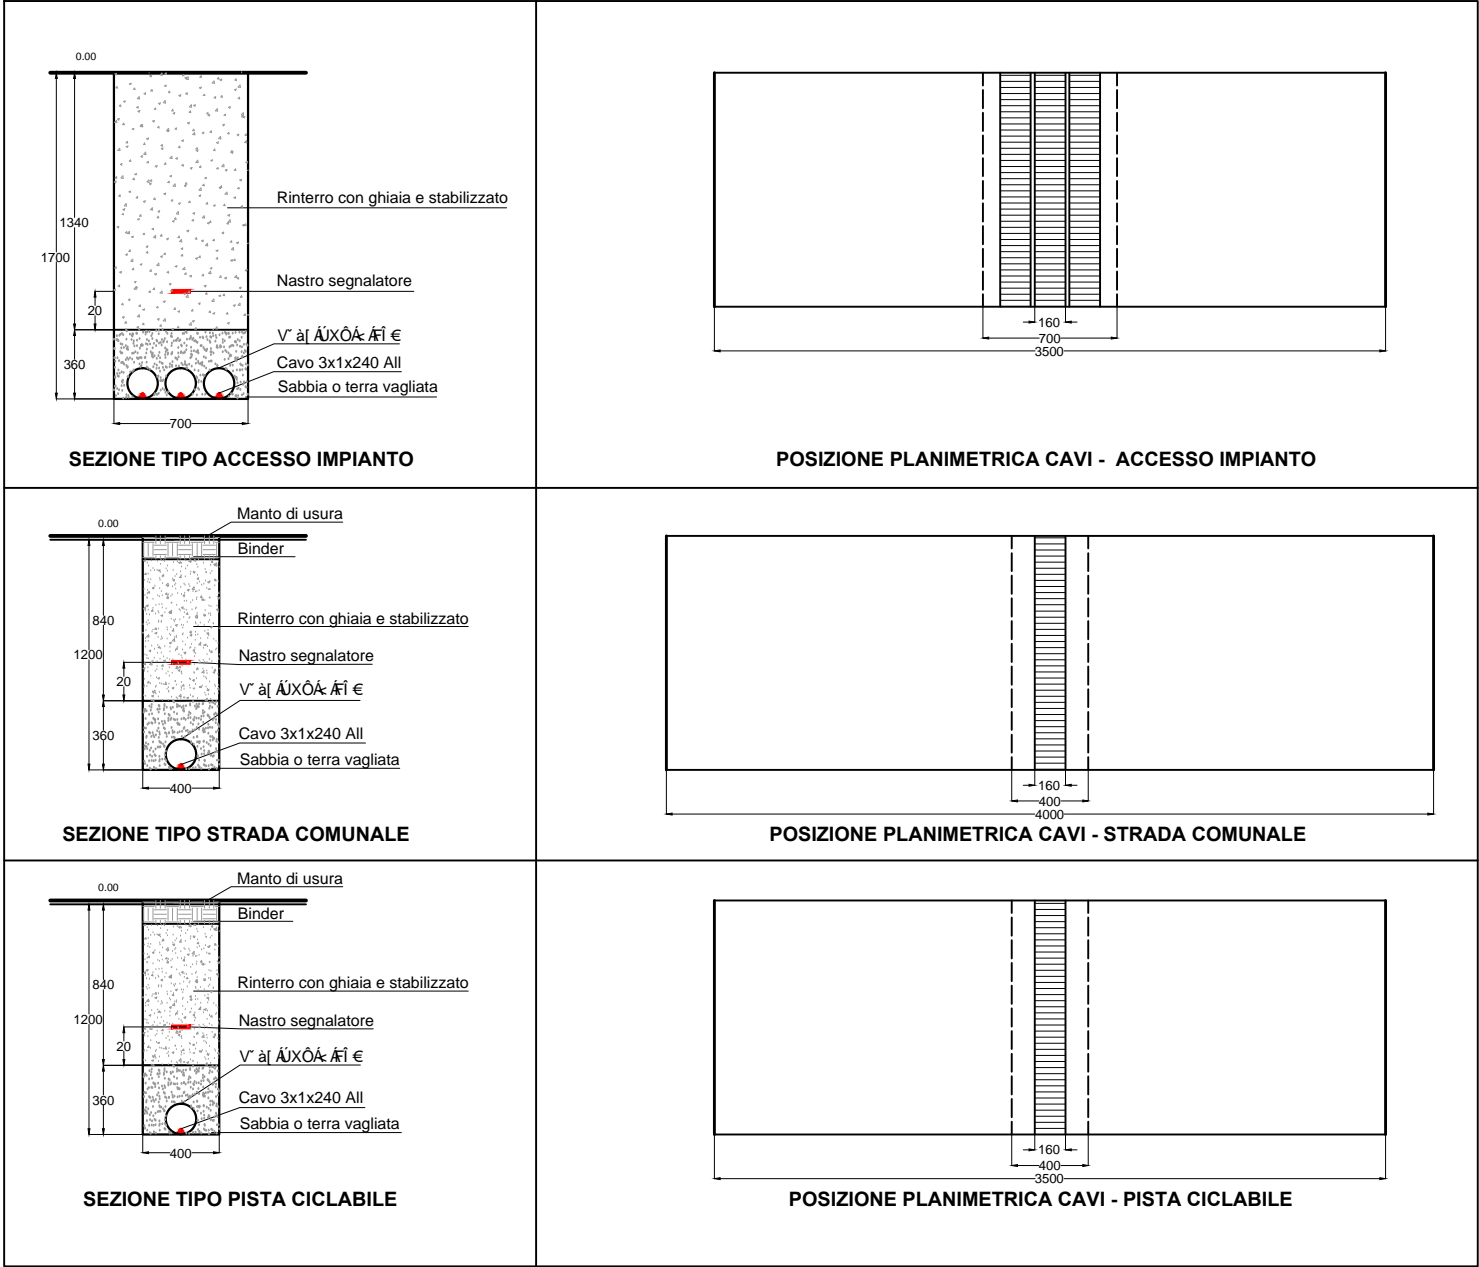 0.00
Rinterro con ghiaia e stabilizzato
1340
1700
Nastro segnalatore
20
360
Cavo 3x1x240 All
Sabbia o terra vagliata
700
SEZIONE TIPO ACCESSO IMPIANTO
160
700
3500
POSIZIONE PLANIMETRICA CAVI - ACCESSO IMPIANTO
0.00
Manto di usura
Binder
840
Rinterro con ghiaia e stabilizzato
1200
Nastro segnalatore
20
360
Cavo 3x1x240 All
Sabbia o terra vagliata
400
SEZIONE TIPO STRADA COMUNALE
160
400
4000
POSIZIONE PLANIMETRICA CAVI - STRADA COMUNALE
0.00
Manto di usura
Binder
840
Rinterro con ghiaia e stabilizzato
1200
Nastro segnalatore
20
360
Cavo 3x1x240 All
Sabbia o terra vagliata
400
SEZIONE TIPO PISTA CICLABILE
160
400
3500
POSIZIONE PLANIMETRICA CAVI - PISTA CICLABILE